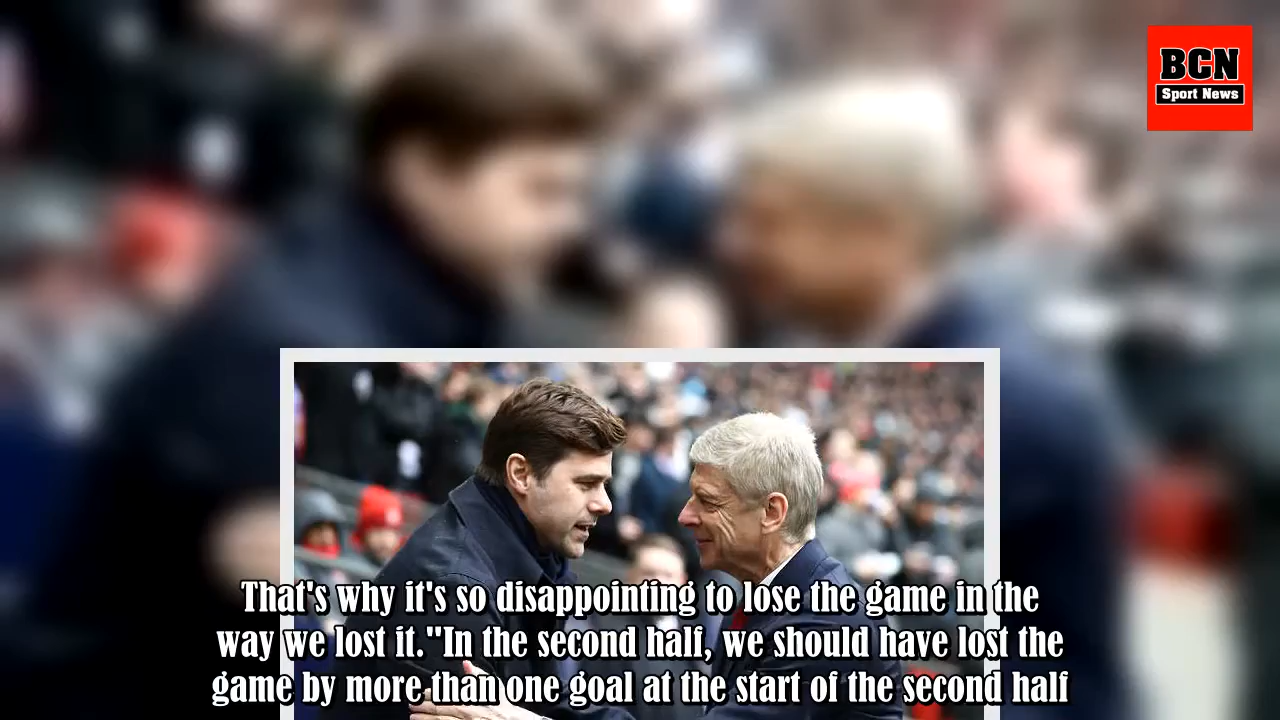 BCN
Sport News
That's why it's so disappointing to lose the game in the
way we lost it."In the second half, we should have lost the
game by more than one goal at the start of the second half